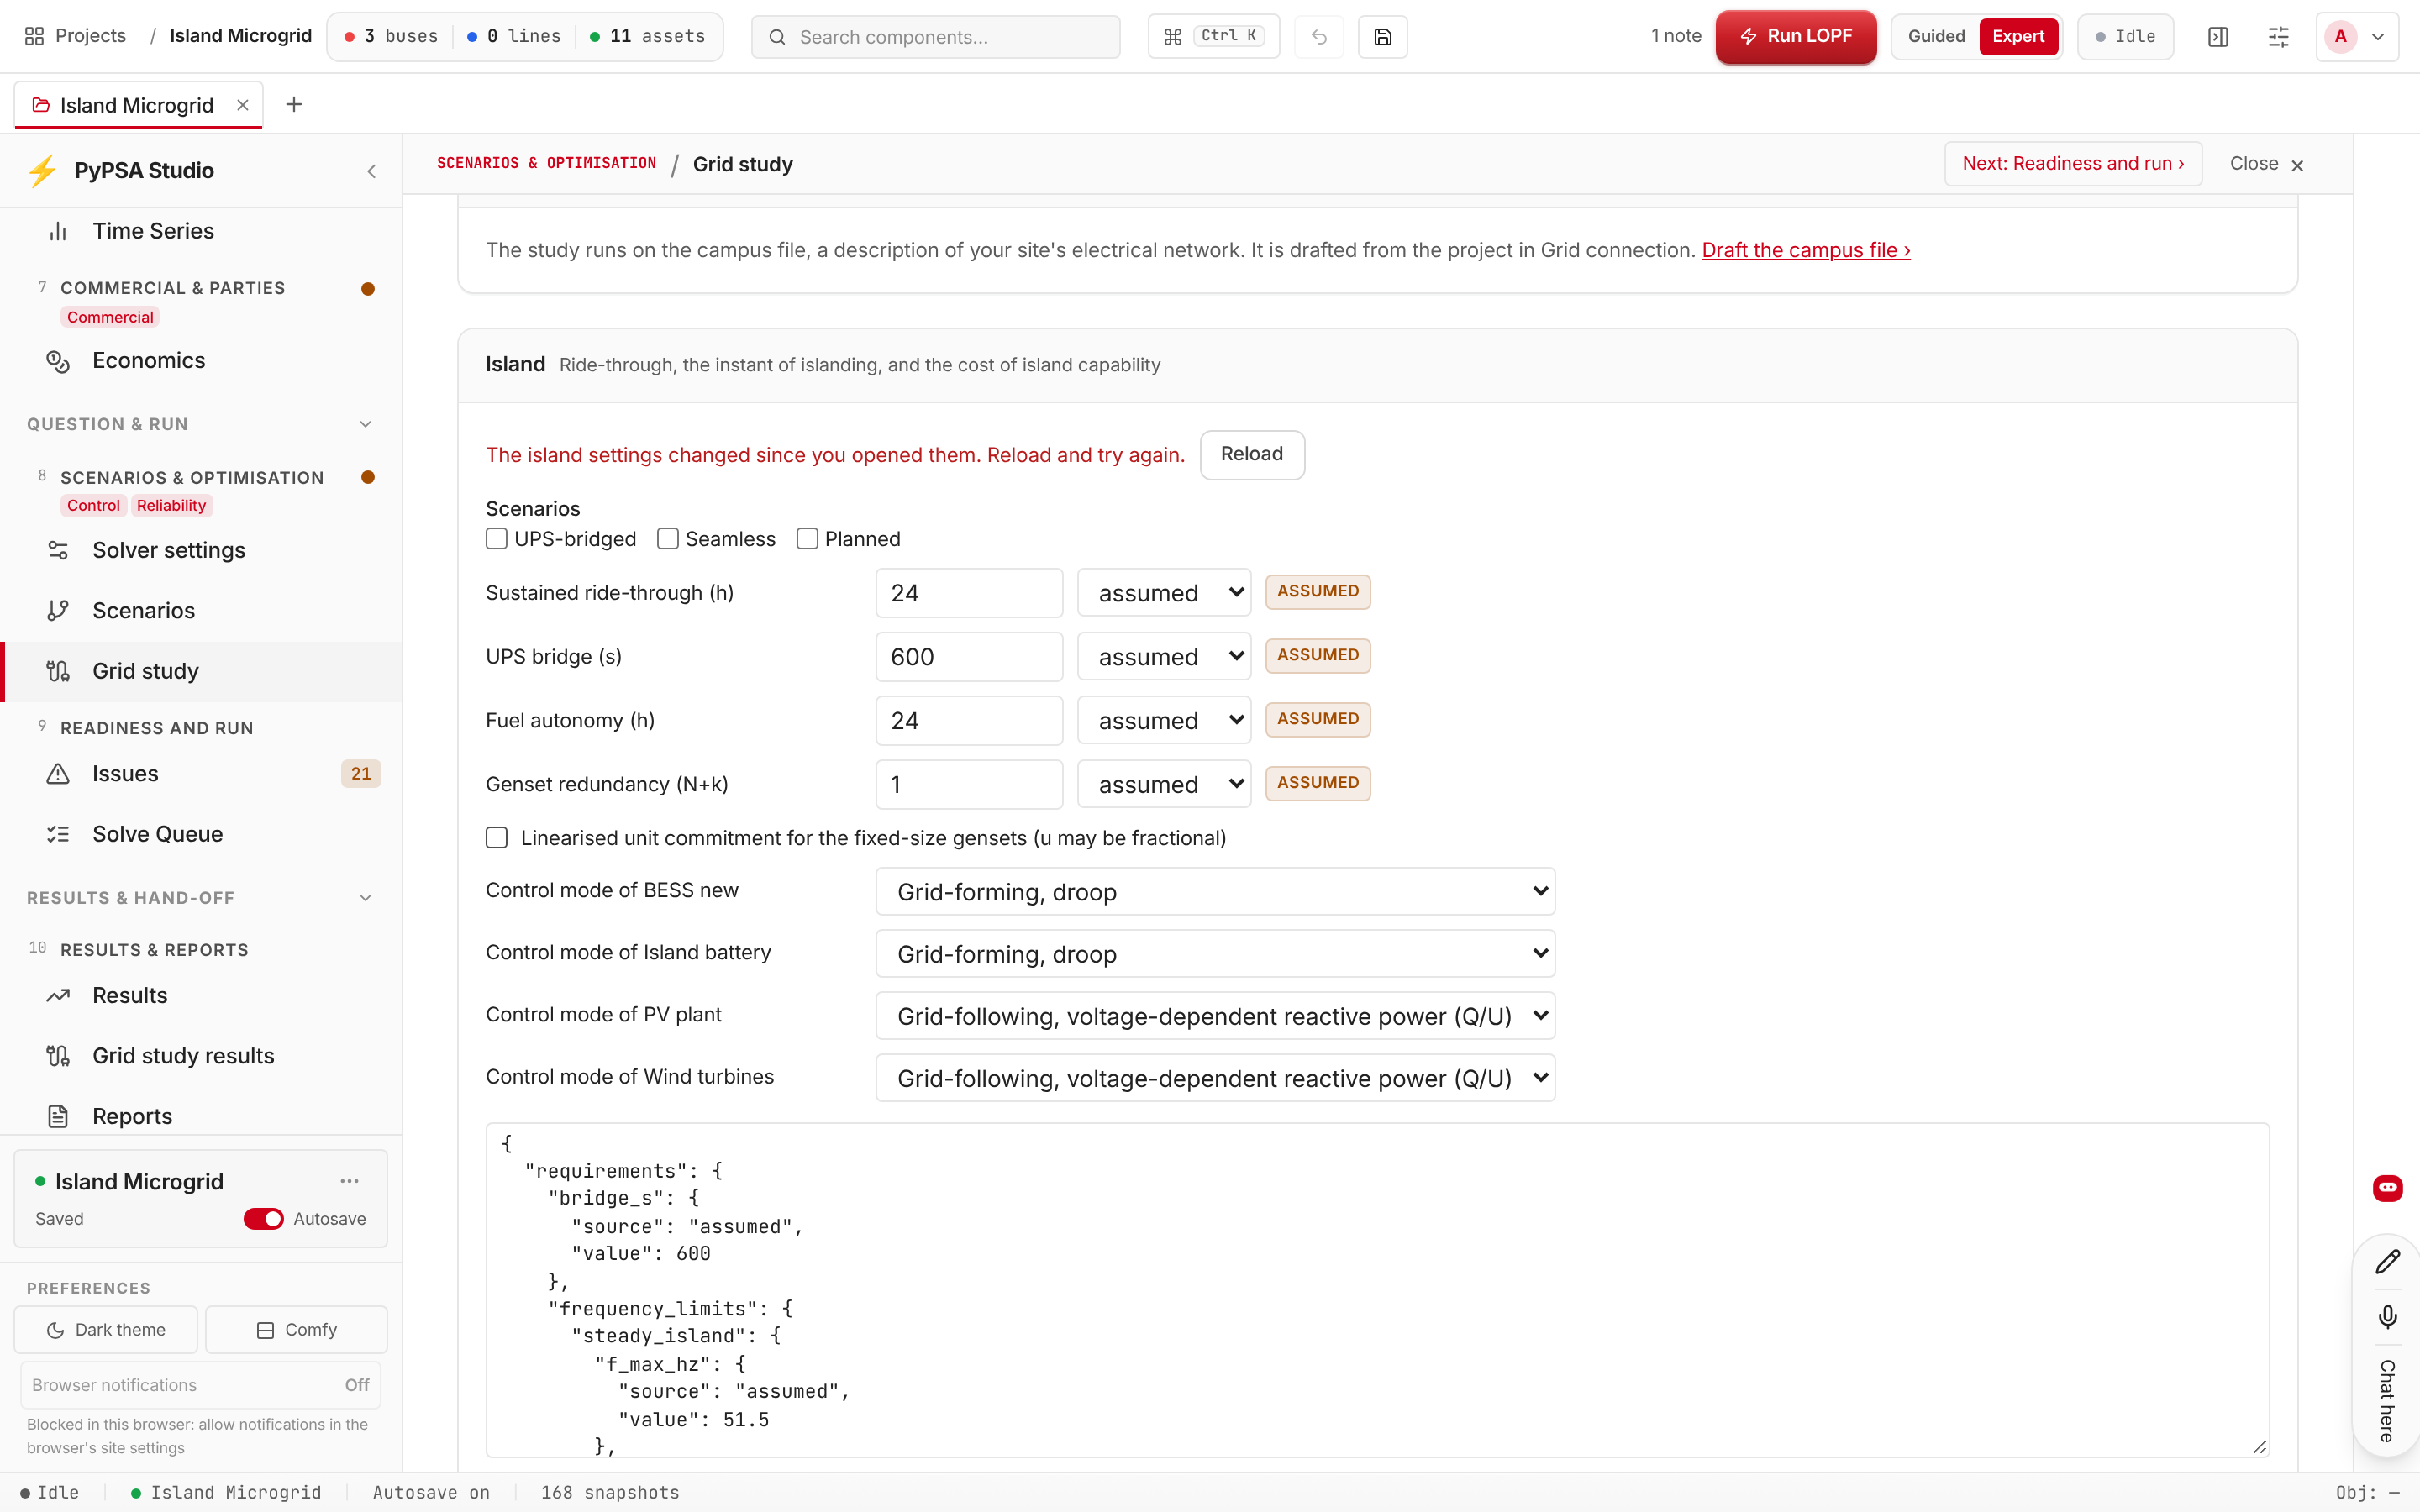 Projects / Island Microgrid 3 buses 0 lines 11 assets Search components... ⌘ Ctrl K 1 note Run LOPF Guided Expert Idle A
Island Microgrid
PyPSA Studio
SCENARIOS & OPTIMISATION / Grid study Next: Readiness and run › Close
Time Series
7 COMMERCIAL & PARTIES
Commercial
Economics
QUESTION & RUN
8 SCENARIOS & OPTIMISATION
Control Reliability
Solver settings
Scenarios
Grid study
9 READINESS AND RUN
Issues 21
Solve Queue
RESULTS & HAND-OFF
10 RESULTS & REPORTS
Results
Grid study results
Reports
Island Microgrid ...
Saved Autosave
PREFERENCES
Dark theme Comfy
Browser notifications Off
Blocked in this browser: allow notifications in the
browser's site settings
The study runs on the campus file, a description of your site's electrical network. It is drafted from the project in Grid connection. Draft the campus file ›
Island Ride-through, the instant of islanding, and the cost of island capability
The island settings changed since you opened them. Reload and try again. Reload
Scenarios
UPS-bridged Seamless Planned
Sustained ride-through (h) 24 assumed ASSUMED
UPS bridge (s) 600 assumed ASSUMED
Fuel autonomy (h) 24 assumed ASSUMED
Genset redundancy (N+k) 1 assumed ASSUMED
Linearised unit commitment for the fixed-size gensets (u may be fractional)
Control mode of BESS new Grid-forming, droop
Control mode of Island battery Grid-forming, droop
Control mode of PV plant Grid-following, voltage-dependent reactive power (Q/U)
Control mode of Wind turbines Grid-following, voltage-dependent reactive power (Q/U)
{
"requirements": {
"bridge_s": {
"source": "assumed",
"value": 600
},
"frequency_limits": {
"steady_island": {
"f_max_hz": {
"source": "assumed",
"value": 51.5
},
Chat here
Idle Island Microgrid Autosave on 168 snapshots Obj: —